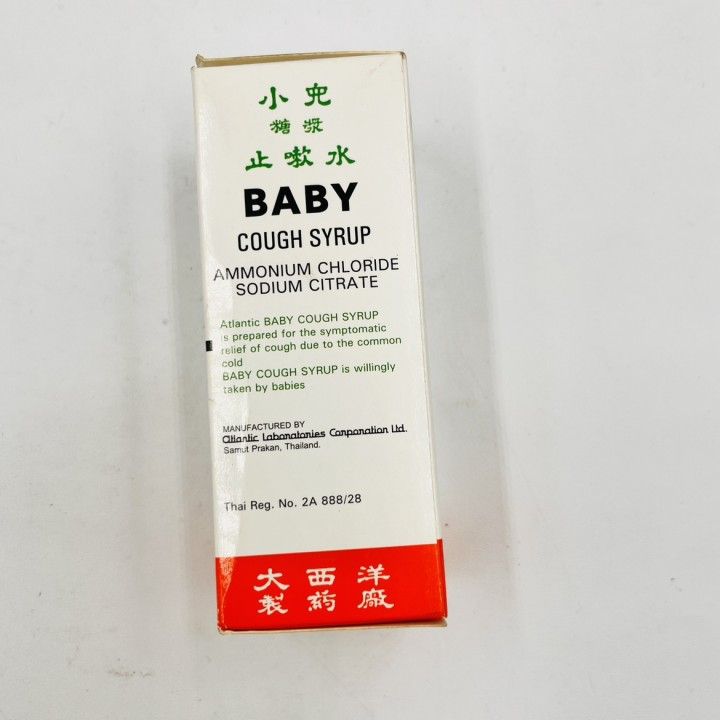 小兒
糖漿
止嗽水
BABY
COUGH SYRUP
AMMONIUM CHLORIDE
SODIUM CITRATE
Atlantic BABY COUGH SYRUP
is prepared for the symptomatic
relief of cough due to the common
cold
BABY COUGH SYRUP is willingly
taken by babies
MANUFACTURED BY
Atlantic Laboratories Corporation Ltd.
Samut Prakan, Thailand.
Thai Reg. No. 2A 888/28
大西洋
製葯廠